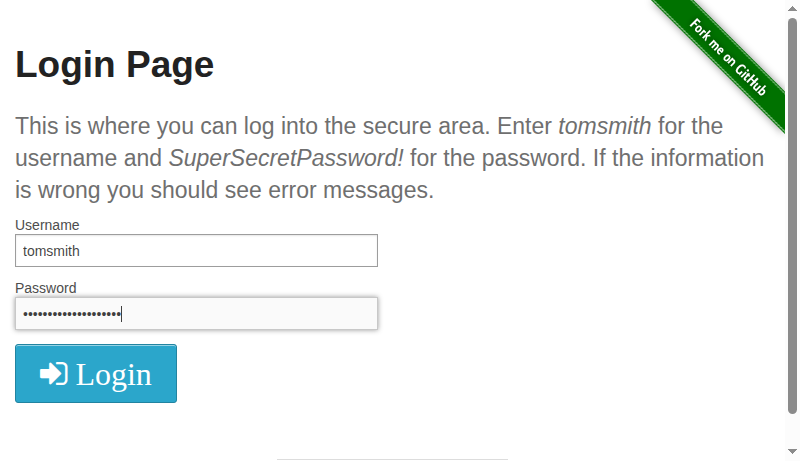 Fork me on GitHub
Login Page
This is where you can log into the secure area. Enter tomsmith for the
username and SuperSecretPassword! for the password. If the information
is wrong you should see error messages.
Username
tomsmith
Password
••••••••••••••••••••
Login